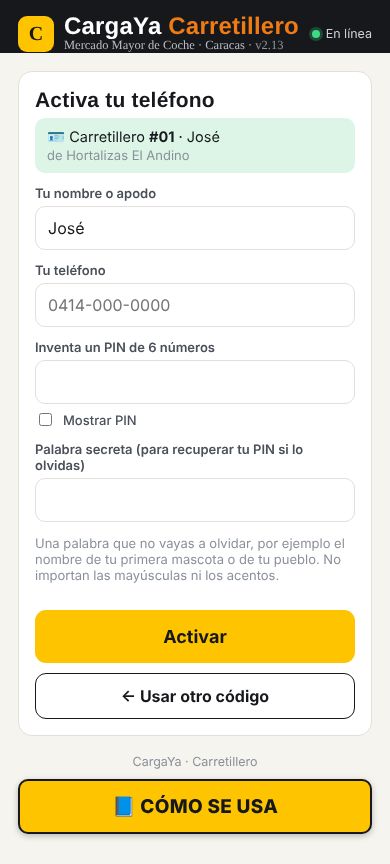 C CargaYa Carretillero
Mercado Mayor de Coche · Caracas · v2.13
En línea
Activa tu teléfono
🪪 Carretillero #01 · José
de Hortalizas El Andino
Tu nombre o apodo
José
Tu teléfono
0414-000-0000
Inventa un PIN de 6 números
Mostrar PIN
Palabra secreta (para recuperar tu PIN si lo
olvidas)
Una palabra que no vayas a olvidar, por ejemplo el
nombre de tu primera mascota o de tu pueblo. No
importan las mayúsculas ni los acentos.
Activar
← Usar otro código
CargaYa · Carretillero
📘 CÓMO SE USA